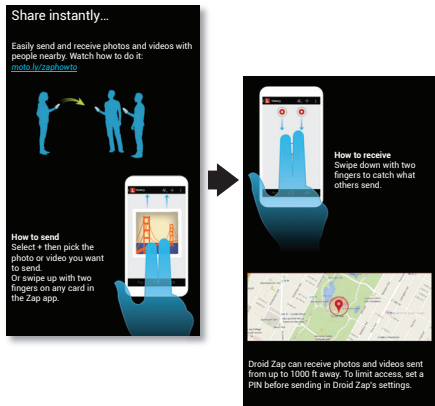 Share instantly…
Easily send and receive photos and videos with
people nearby. Watch how to do it:
moto.ly/zaphowto
How to send
Select + then pick the
photo or video you want
to send.
Or swipe up with two
fingers on any card in
the Zap app.
How to receive
Swipe down with two
fingers to catch what
others send.
Droid Zap can receive photos and videos sent
from up to 1000 ft away. To limit access, set a
PIN before sending in Droid Zap's settings.